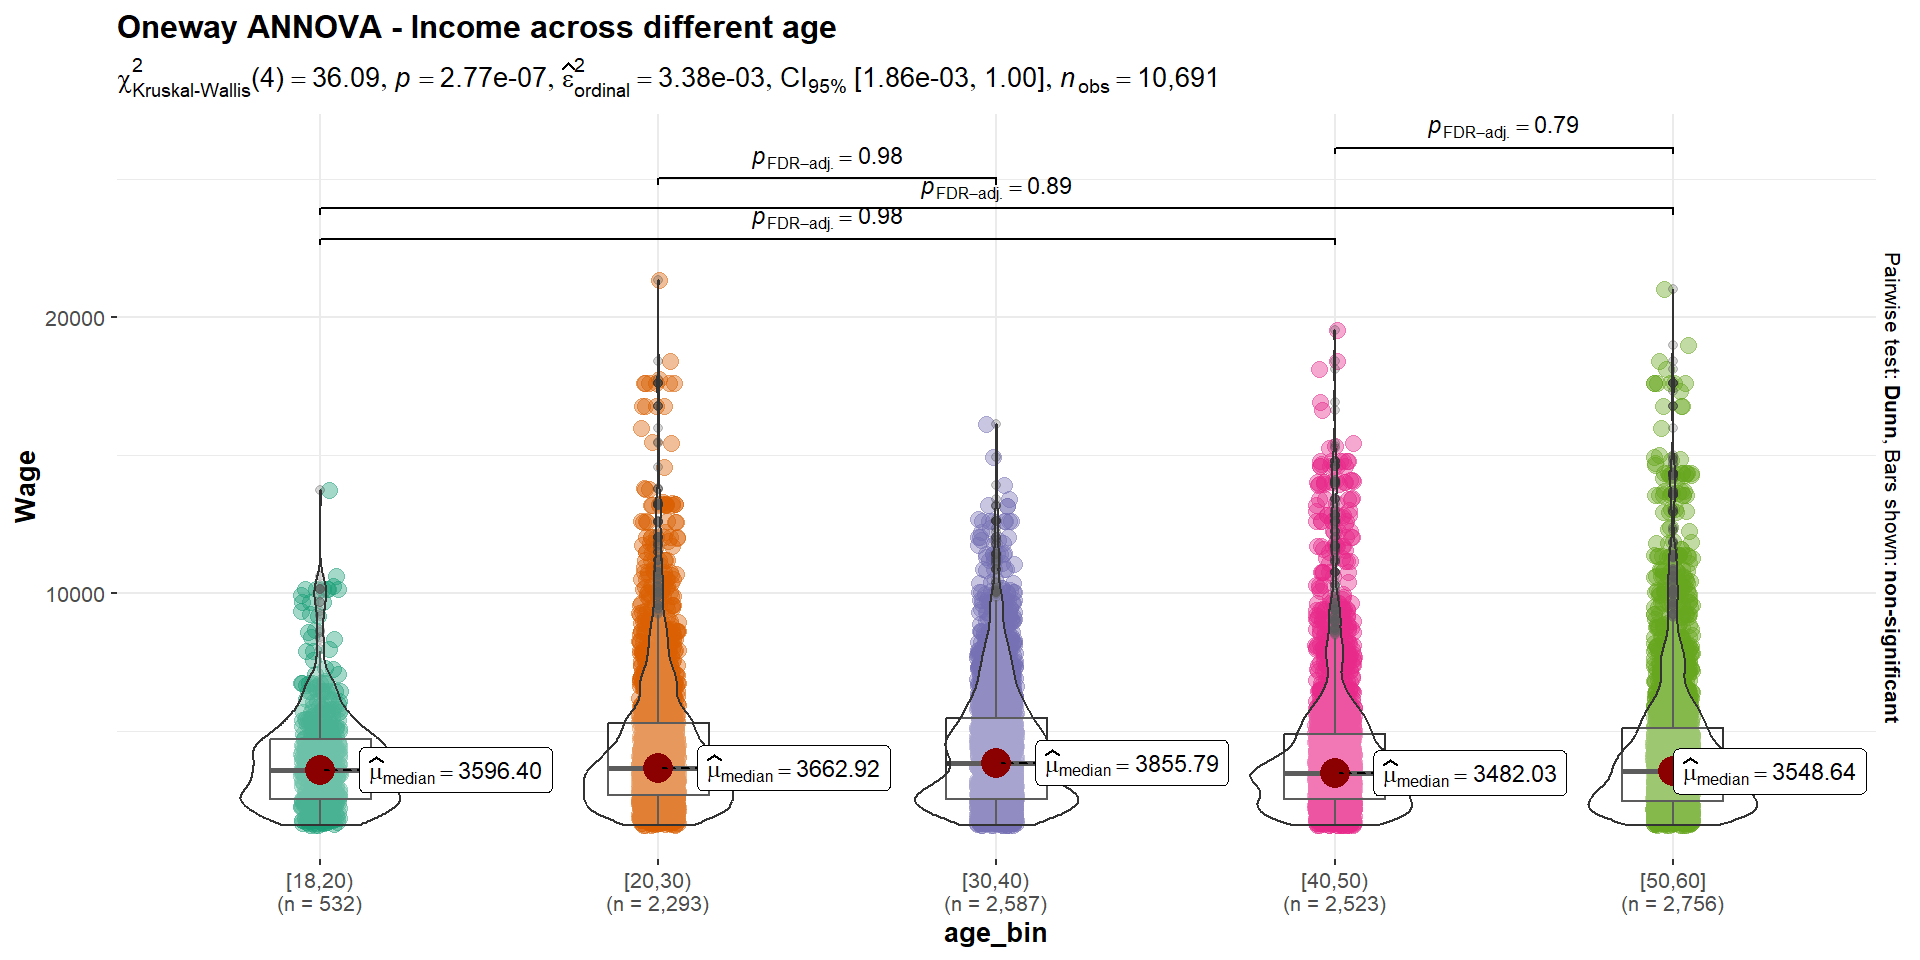 Oneway ANNOVA - Income across different age
χ²Kruskal-Wallis(4) = 36.09, p = 2.77e-07, ε̂²ordinal = 3.38e-03, CI95% [1.86e-03, 1.00], nobs = 10,691
pFDR–adj. = 0.79
pFDR–adj. = 0.98
pFDR–adj. = 0.89
pFDR–adj. = 0.98
20000
10000
Wage
μ̂median = 3596.40
μ̂median = 3662.92
μ̂median = 3855.79
μ̂median = 3482.03
μ̂median = 3548.64
[18,20)
(n = 532)
[20,30)
(n = 2,293)
[30,40)
(n = 2,587)
[40,50)
(n = 2,523)
[50,60]
(n = 2,756)
age_bin
Pairwise test: Dunn, Bars shown: non-significant